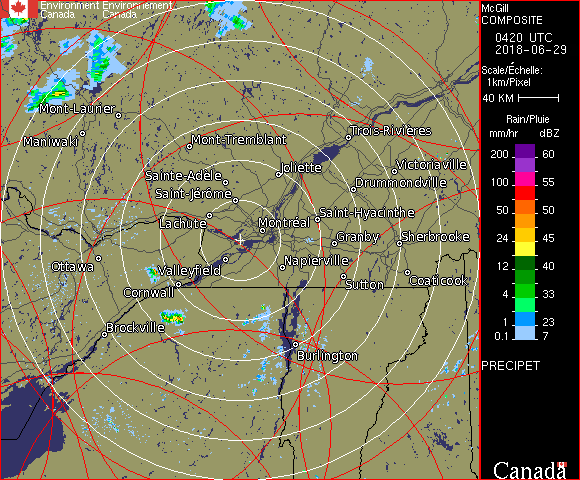 Environment Environnement
Canada Canada
McGill
COMPOSITE
0420 UTC
2018-06-29
Scale/Échelle:
1km/Pixel
40 KM
Rain/Pluie
mm/hr dBZ
200 60
100 55
50 50
24 45
12 40
4 33
1 23
0.1 7
PRECIPET
Canada
Mont-Laurier
Maniwaki
Mont-Tremblant
Trois-Rivières
Victoriaville
Joliette
Sainte-Adèle
Drummondville
Saint-Jérôme
Saint-Hyacinthe
Lachute
Montréal
Granby
Sherbrooke
Ottawa
Valleyfield
Napierville
Cornwall
Sutton
Coaticook
Brockville
Burlington